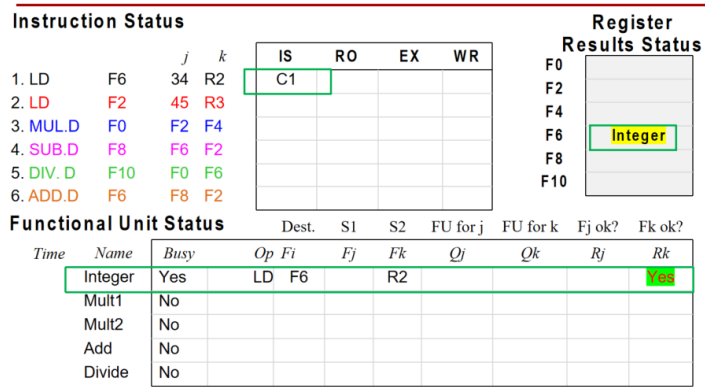 Instruction Status
Register
Results Status
j k
IS RO EX WR
1. LD F6 34 R2
C1
2. LD F2 45 R3
3. MUL.D F0 F2 F4
4. SUB.D F8 F6 F2
5. DIV. D F10 F0 F6
6. ADD.D F6 F8 F2
F0
F2
F4
F6 Integer
F8
F10
Functional Unit Status
Dest. S1 S2 FU for j FU for k Fj ok? Fk ok?
Time Name Busy Op Fi Fj Fk Qj Qk Rj Rk
Integer Yes LD F6 R2 Yes
Mult1 No
Mult2 No
Add No
Divide No